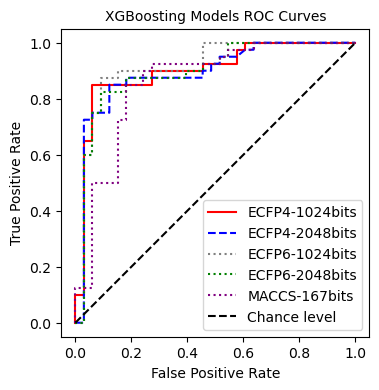 XGBoosting Models ROC Curves
True Positive Rate
1.0
0.8
0.6
0.4
0.2
0.0
ECFP4-1024bits
ECFP4-2048bits
ECFP6-1024bits
ECFP6-2048bits
MACCS-167bits
Chance level
0.0 0.2 0.4 0.6 0.8 1.0
False Positive Rate